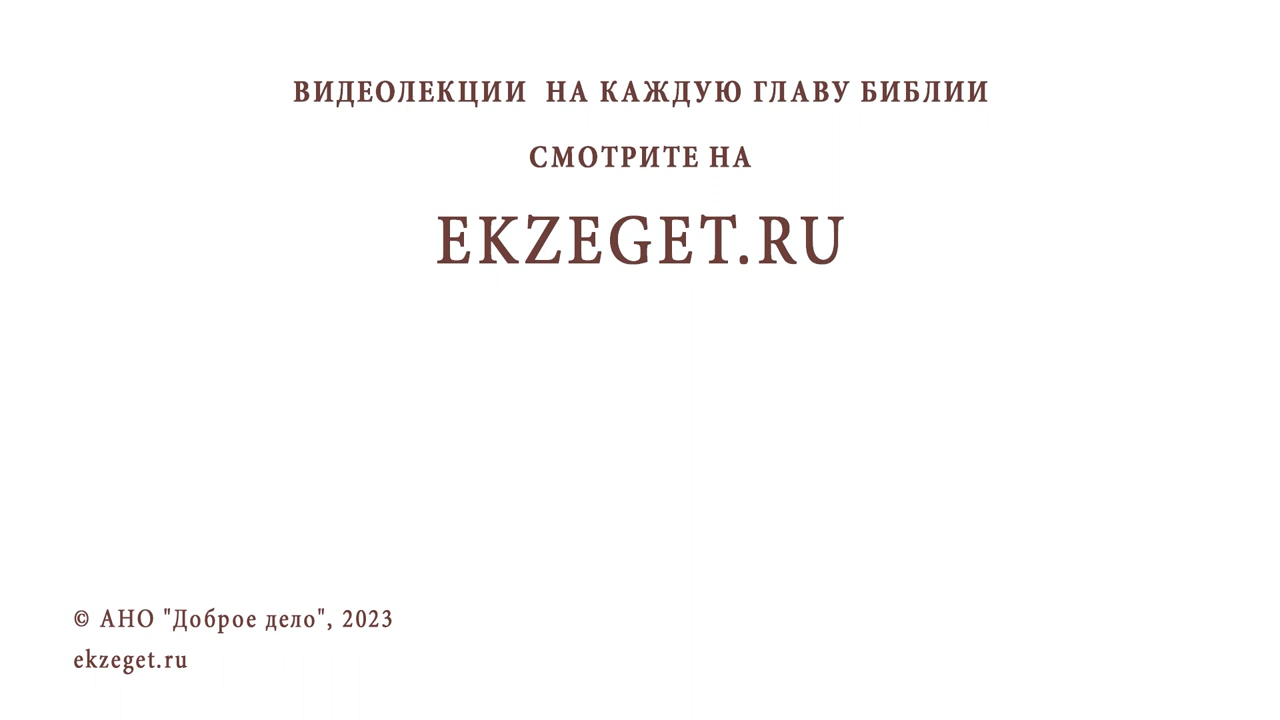 ВИДЕОЛЕКЦИИ НА КАЖДУЮ ГЛАВУ БИБЛИИ
СМОТРИТЕ НА
EKZEGET.RU
© АНО "Доброе дело", 2023
ekzeget.ru